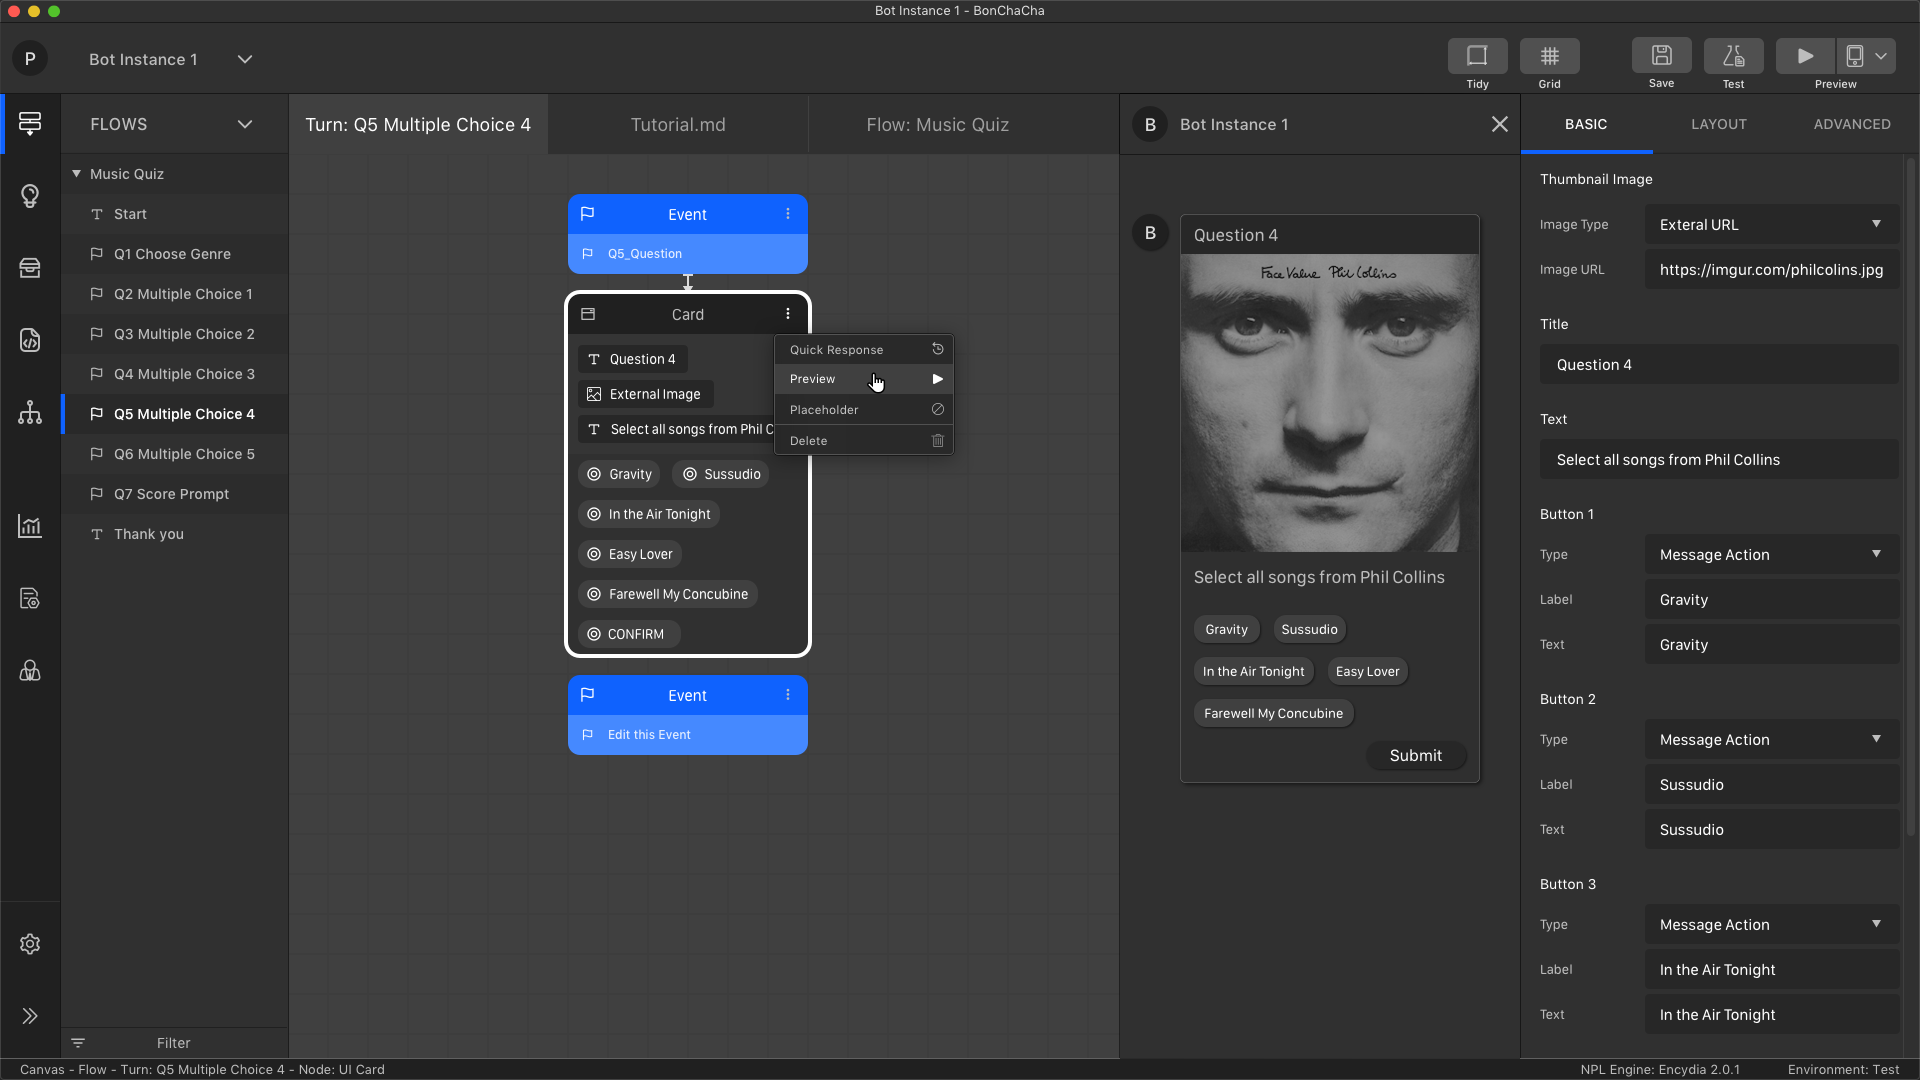 Bot Instance 1 - BonChaCha
P
Bot Instance 1
Tidy
Grid
Save
Test
Preview
FLOWS
Music Quiz
Start
Q1 Choose Genre
Q2 Multiple Choice 1
Q3 Multiple Choice 2
Q4 Multiple Choice 3
Q5 Multiple Choice 4
Q6 Multiple Choice 5
Q7 Score Prompt
Thank you
Filter
Turn: Q5 Multiple Choice 4
Tutorial.md
Flow: Music Quiz
Event
Q5_Question
Card
Question 4
External Image
Select all songs from Phil C
Gravity
Sussudio
In the Air Tonight
Easy Lover
Farewell My Concubine
CONFIRM
Quick Response
Preview
Placeholder
Delete
Event
Edit this Event
B
Bot Instance 1
B
Question 4
Face Value Phil Collins
Select all songs from Phil Collins
Gravity
Sussudio
In the Air Tonight
Easy Lover
Farewell My Concubine
Submit
BASIC
LAYOUT
ADVANCED
Thumbnail Image
Image Type
Exteral URL
Image URL
https://imgur.com/philcolins.jpg
Title
Question 4
Text
Select all songs from Phil Collins
Button 1
Type
Message Action
Label
Gravity
Text
Gravity
Button 2
Type
Message Action
Label
Sussudio
Text
Sussudio
Button 3
Type
Message Action
Label
In the Air Tonight
Text
In the Air Tonight
Canvas - Flow - Turn: Q5 Multiple Choice 4 - Node: UI Card
NPL Engine: Encydia 2.0.1
Environment: Test